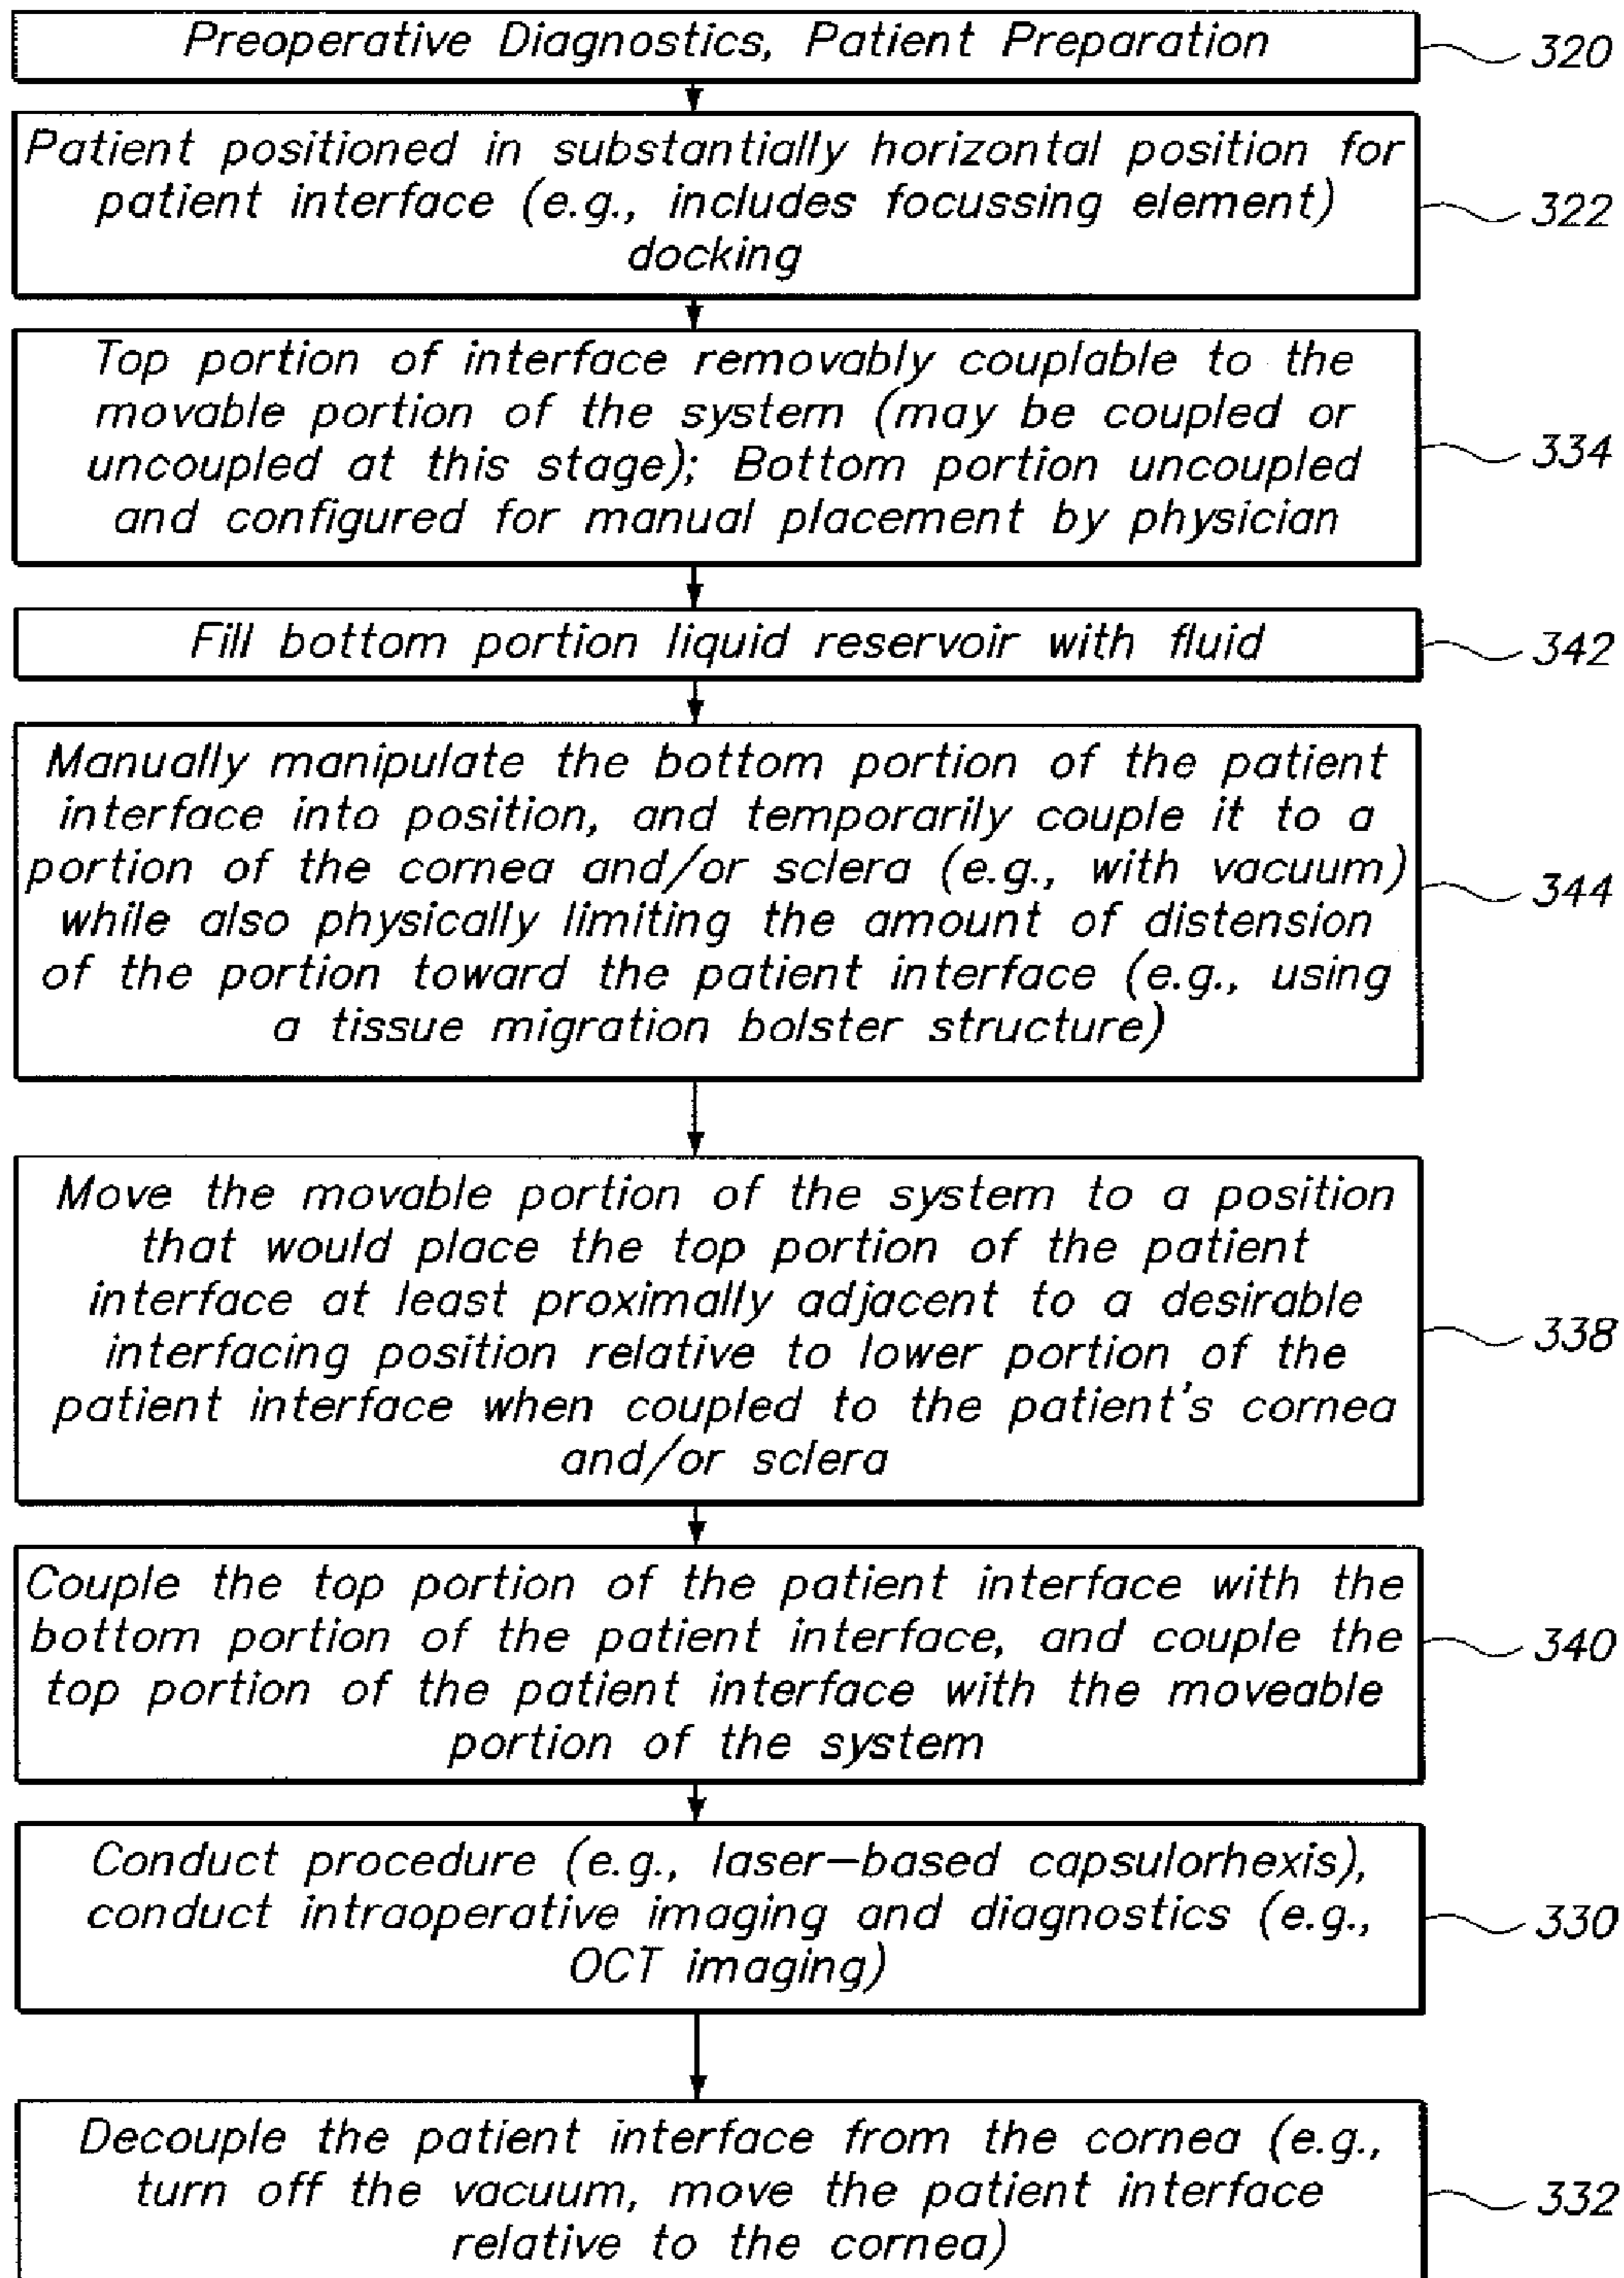 Preoperative Diagnostics, Patient Preparation
320
Patient positioned in substantially horizontal position for
patient interface (e.g., includes focussing element)
docking
322
Top portion of interface removably couplable to the
movable portion of the system (may be coupled or
uncoupled at this stage); Bottom portion uncoupled
and configured for manual placement by physician
334
Fill bottom portion liquid reservoir with fluid
342
Manually manipulate the bottom portion of the patient
interface into position, and temporarily couple it to a
portion of the cornea and/or sclera (e.g., with vacuum)
while also physically limiting the amount of distension
of the portion toward the patient interface (e.g., using
a tissue migration bolster structure)
344
Move the movable portion of the system to a position
that would place the top portion of the patient
interface at least proximally adjacent to a desirable
interfacing position relative to lower portion of the
patient interface when coupled to the patient's cornea
and/or sclera
338
Couple the top portion of the patient interface with the
bottom portion of the patient interface, and couple the
top portion of the patient interface with the moveable
portion of the system
340
Conduct procedure (e.g., laser-based capsulorhexis),
conduct intraoperative imaging and diagnostics (e.g.,
OCT imaging)
330
Decouple the patient interface from the cornea (e.g.,
turn off the vacuum, move the patient interface
relative to the cornea)
332